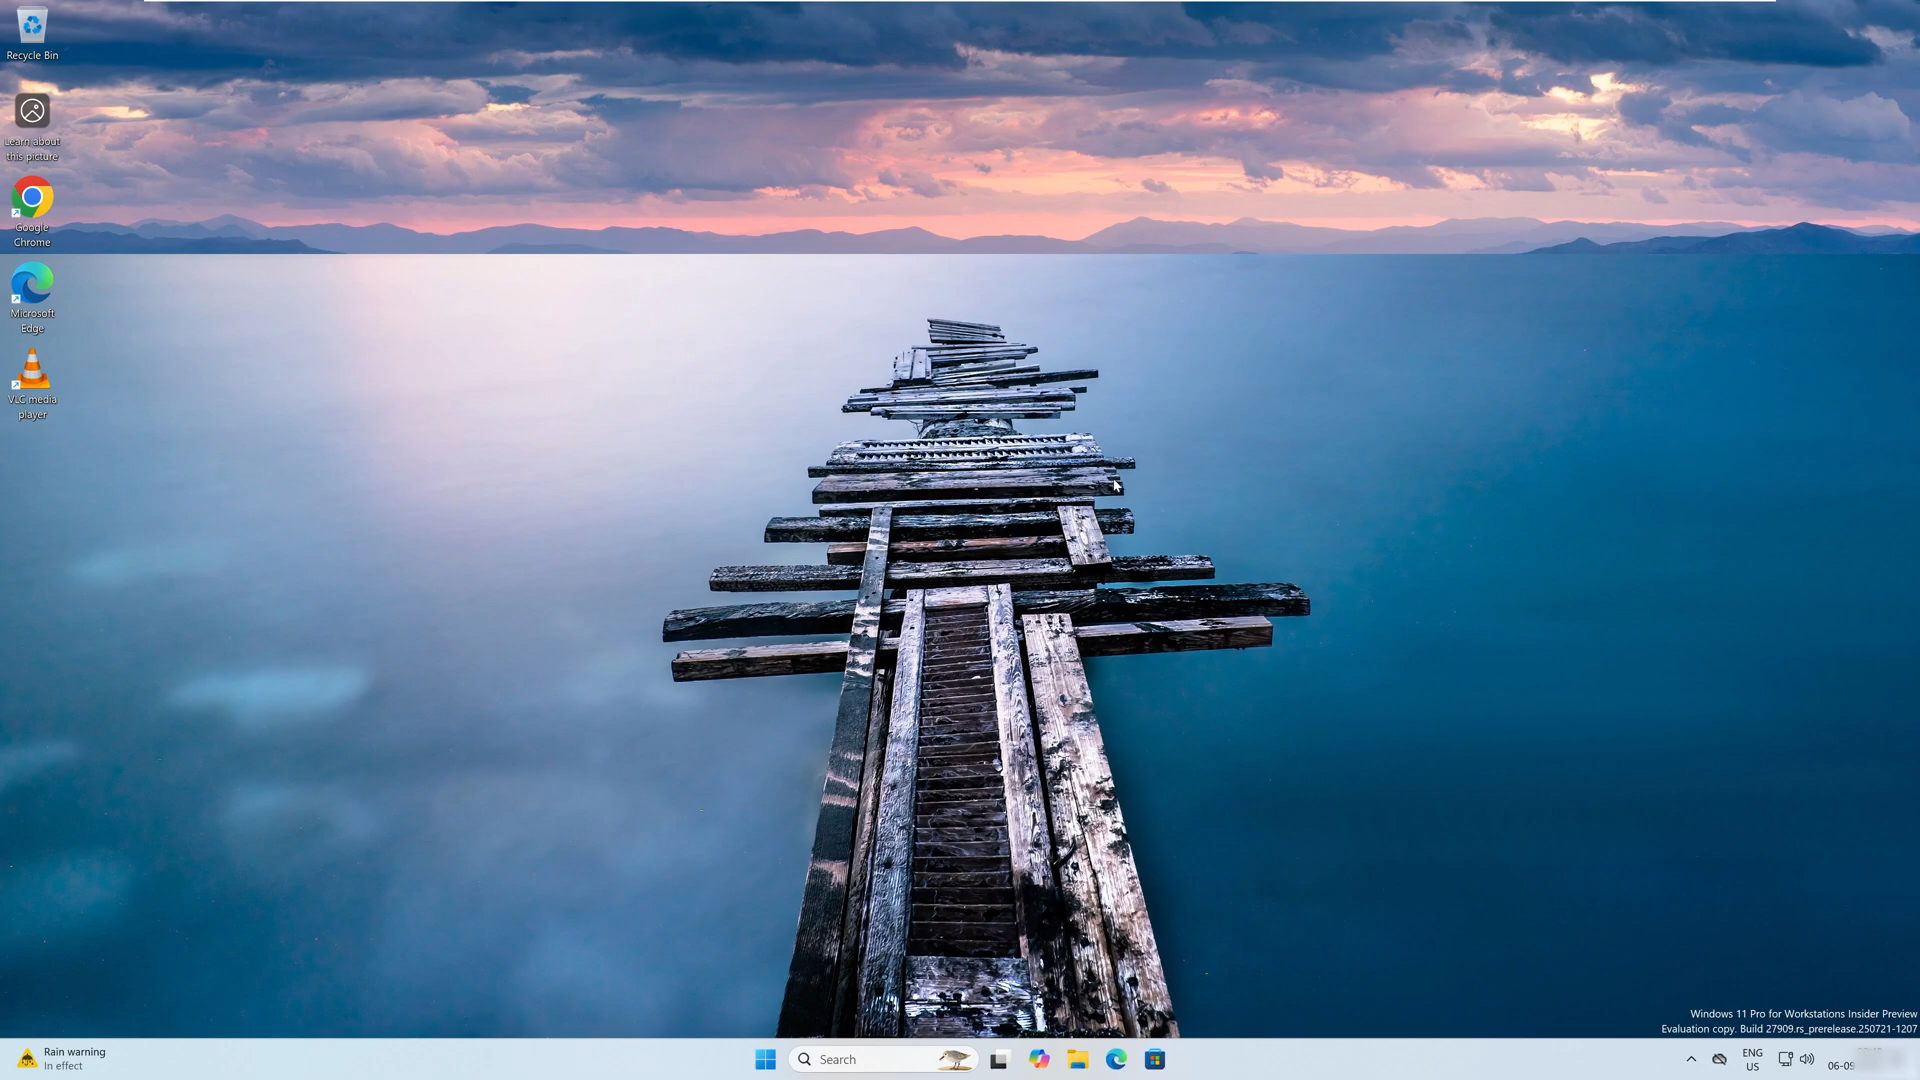 Recycle Bin
Learn about
this picture
Google
Chrome
Microsoft
Edge
VLC media
player
Windows 11 Pro for Workstations Insider Preview
Evaluation copy. Build 27909.rs_prerelease.250721-1207
Rain warning
In effect
Search
ENG
US
06-09